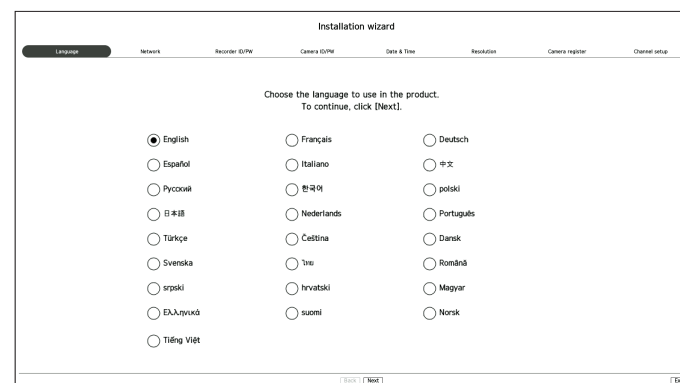 Installation wizard
Language Network Recorder ID/PW Camera ID/PW Date & Time Resolution Camera register Channel setup
Choose the language to use in the product.
To continue, click [Next].
English Français Deutsch
Español Italiano 中文
Русский 한국어 polski
日本語 Nederlands Português
Türkçe Čeština Dansk
Svenska ไทย Română
srpski hrvatski Magyar
Ελληνικά suomi Norsk
Tiếng Việt
Back Next